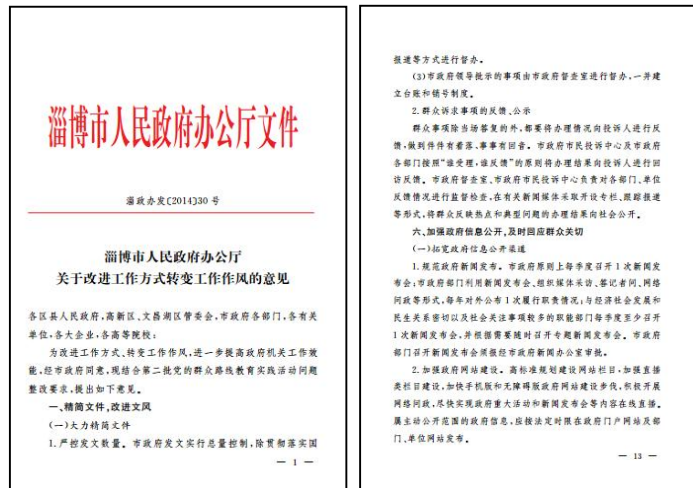 淄博市人民政府办公厅文件
淄政办发〔2014〕30 号
淄博市人民政府办公厅
关于改进工作方式转变工作作风的意见
各区县人民政府,高新区、文昌湖区管委会,市政府各部门,各有关
单位,各大企业,各高等院校:
为改进工作方式、转变工作作风,进一步提高政府机关工作效
能,经市政府同意,现结合第二批党的群众路线教育实践活动问题
整改要求,提出如下意见。
一、精简文件,改进文风
(一)大力精简文件
1.严控发文数量。市政府发文实行总量控制,除贯彻落实国
— 1 —
报道等方式进行督办。
(3)市政府领导批示的事项由市政府督查室进行督办,一并建
立台账和销号制度。
2.群众诉求事项的反馈、公示
群众事项除当场答复的外,都要将办理情况向投诉人进行反
馈,做到件件有着落、事事有回音。市政府市民投诉中心及市政府
各部门按照“谁受理,谁反馈”的原则将办理结果向投诉人进行回
访反馈。市政府督查室、市政府市民投诉中心负责对各部门、单位
反馈情况进行监督检查,在有关新闻媒体采取开设专栏、跟踪报道
等形式,将群众反映热点和典型问题的办理结果向社会公开。
六、加强政府信息公开,及时回应群众关切
(一)拓宽政府信息公开渠道
1.规范政府新闻发布。市政府原则上每季度召开 1 次新闻发
布会;市政府部门利用新闻发布会、组织媒体采访、答记者问、网络
问政等形式,每年对外公布 1 次履行职责情况;与经济社会发展和
民生关系密切以及社会关注事项较多的职能部门每季度至少召开
1 次新闻发布会,并根据需要随时召开专题新闻发布会。市政府
部门召开新闻发布会须报经市政府新闻办公室审批。
2.加强政府网站建设。高标准规划建设网站栏目,加强直播
类栏目建设,加快手机版和无障碍版政府网站建设步伐,积极开展
网络问政,尽快实现政府重大活动和新闻发布会等内容在线直播。
属主动公开范围的政府信息,应按法定时限在政府门户网站及部
门、单位网站发布。
— 13 —